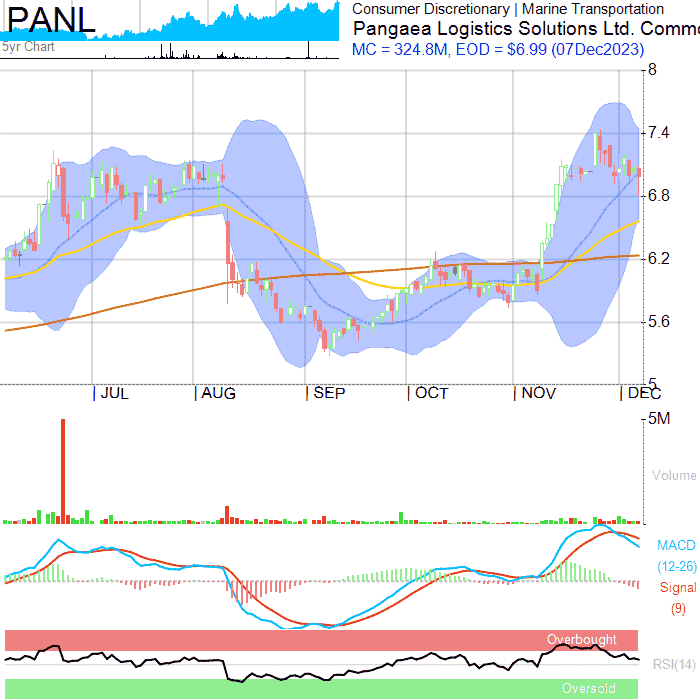 PANL
5yr Chart
Consumer Discretionary | Marine Transportation
Pangaea Logistics Solutions Ltd. Commo
MC = 324.8M, EOD = $6.99 (07Dec2023)
8
7.4
6.8
6.2
5.6
5
JUL
AUG
SEP
OCT
NOV
DEC
5M
Volume
MACD
(12-26)
Signal
(9)
Overbought
RSI(14)
Oversold